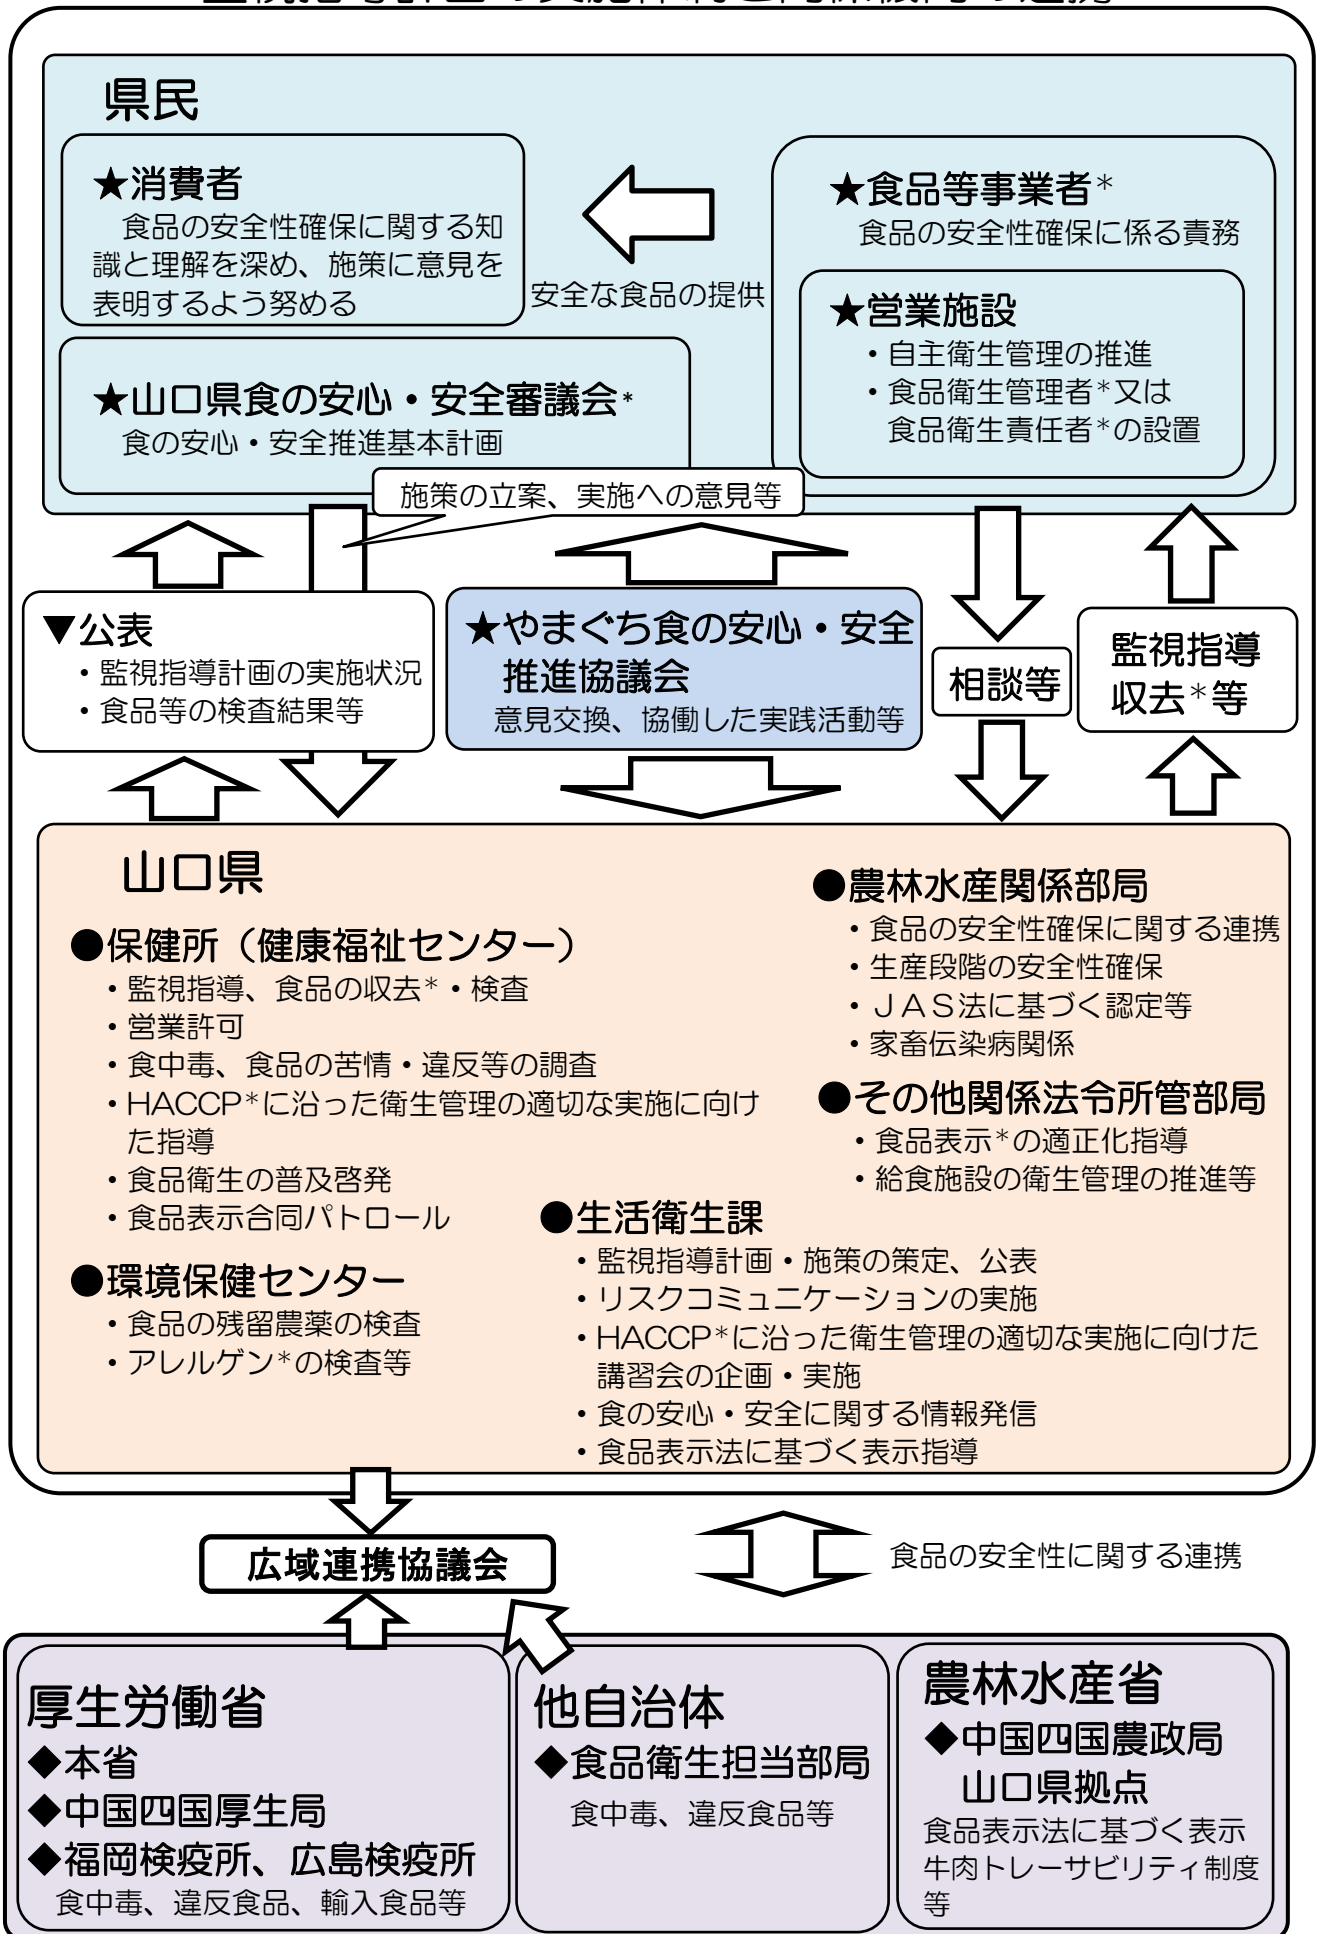 県民
★消費者
食品の安全性確保に関する知
識と理解を深め、施策に意見を
表明するよう努める
安全な食品の提供
★食品等事業者*
食品の安全性確保に係る責務
★営業施設
・自主衛生管理の推進
・食品衛生管理者*又は
食品衛生責任者*の設置
★山口県食の安心・安全審議会*
食の安心・安全推進基本計画
施策の立案、実施への意見等
▼公表
・監視指導計画の実施状況
・食品等の検査結果等
★やまぐち食の安心・安全
推進協議会
意見交換、協働した実践活動等
相談等
監視指導
収去*等
山口県
●保健所（健康福祉センター）
・監視指導、食品の収去*・検査
・営業許可
・食中毒、食品の苦情・違反等の調査
・HACCP*に沿った衛生管理の適切な実施に向け
た指導
・食品衛生の普及啓発
・食品表示合同パトロール
●環境保健センター
・食品の残留農薬の検査
・アレルゲン*の検査等
●農林水産関係部局
・食品の安全性確保に関する連携
・生産段階の安全性確保
・ＪＡＳ法に基づく認定等
・家畜伝染病関係
●その他関係法令所管部局
・食品表示*の適正化指導
・給食施設の衛生管理の推進等
●生活衛生課
・監視指導計画・施策の策定、公表
・リスクコミュニケーションの実施
・HACCP*に沿った衛生管理の適切な実施に向けた
講習会の企画・実施
・食の安心・安全に関する情報発信
・食品表示法に基づく表示指導
広域連携協議会
食品の安全性に関する連携
厚生労働省
◆本省
◆中国四国厚生局
◆福岡検疫所、広島検疫所
食中毒、違反食品、輸入食品等
他自治体
◆食品衛生担当部局
食中毒、違反食品等
農林水産省
◆中国四国農政局
山口県拠点
食品表示法に基づく表示
牛肉トレーサビリティ制度
等